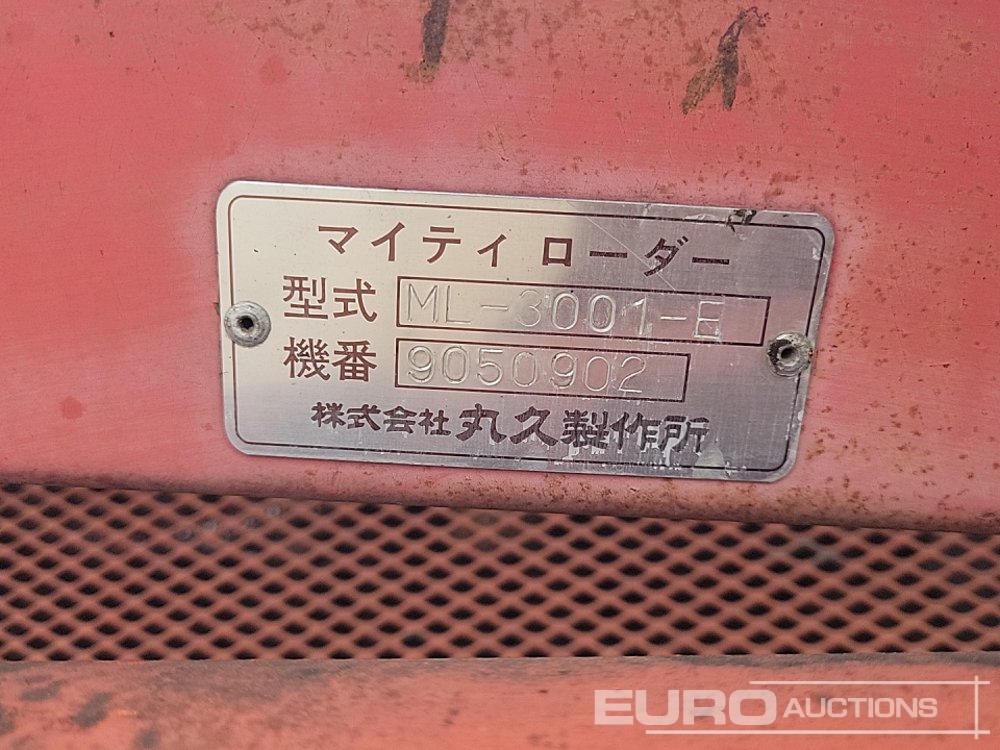 マイティローダー
型式 ML-3001-E
機番 9050902
株式会社 丸久製作所
EURO AUCTIONS